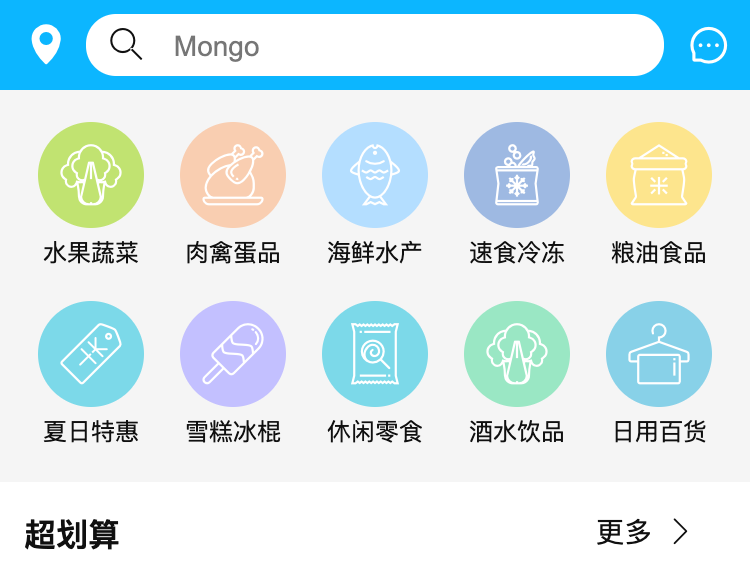 Mongo
水果蔬菜 肉禽蛋品 海鲜水产 速食冷冻 粮油食品
夏日特惠 雪糕冰棍 休闲零食 酒水饮品 日用百货
超划算 更多